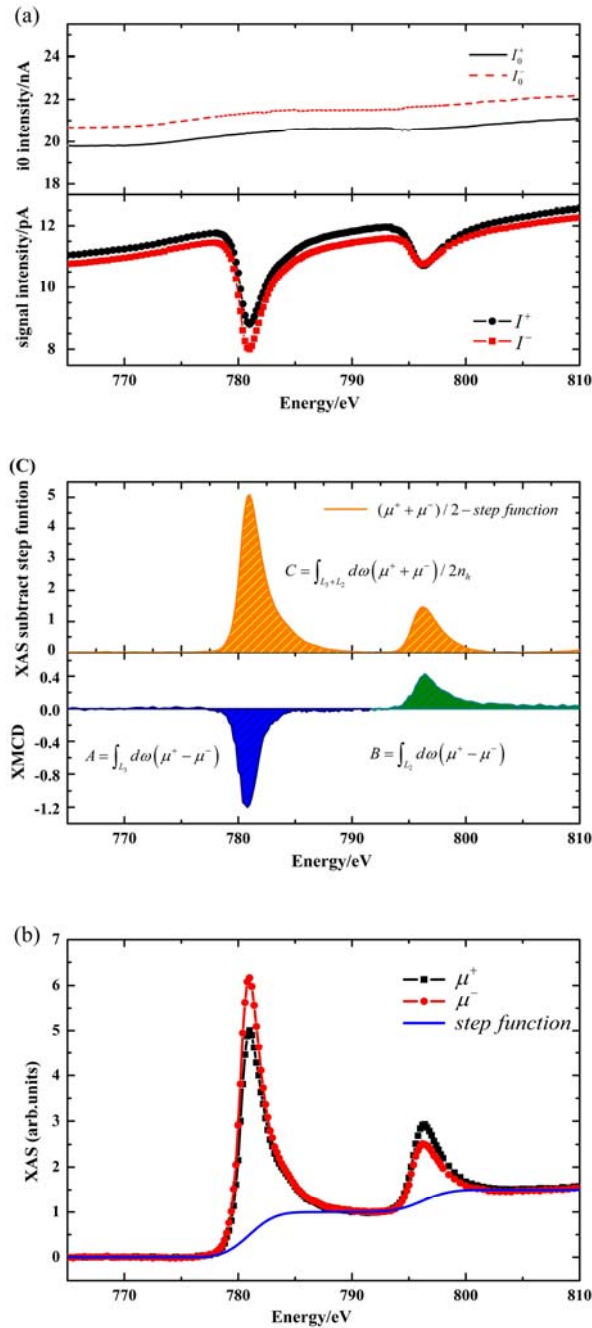 (a)
24
22
20
18
i0 intensity/nA
I₀⁺
I₀⁻
12
10
8
signal intensity/pA
I⁺
I⁻
770 780 790 800 810
Energy/eV
(C)
5
4
3
2
1
0
XAS subtract step funtion
(μ⁺ + μ⁻)/2 − step function
C = ∫_{L₃+L₂} dω(μ⁺ + μ⁻)/2n_h
0.4
0.0
-0.4
-0.8
-1.2
XMCD
A = ∫_{L₃} dω(μ⁺ − μ⁻)
B = ∫_{L₂} dω(μ⁺ − μ⁻)
770 780 790 800 810
Energy/eV
(b)
7
6
5
4
3
2
1
0
XAS (arb.units)
μ⁺
μ⁻
step function
770 780 790 800 810
Energy/eV